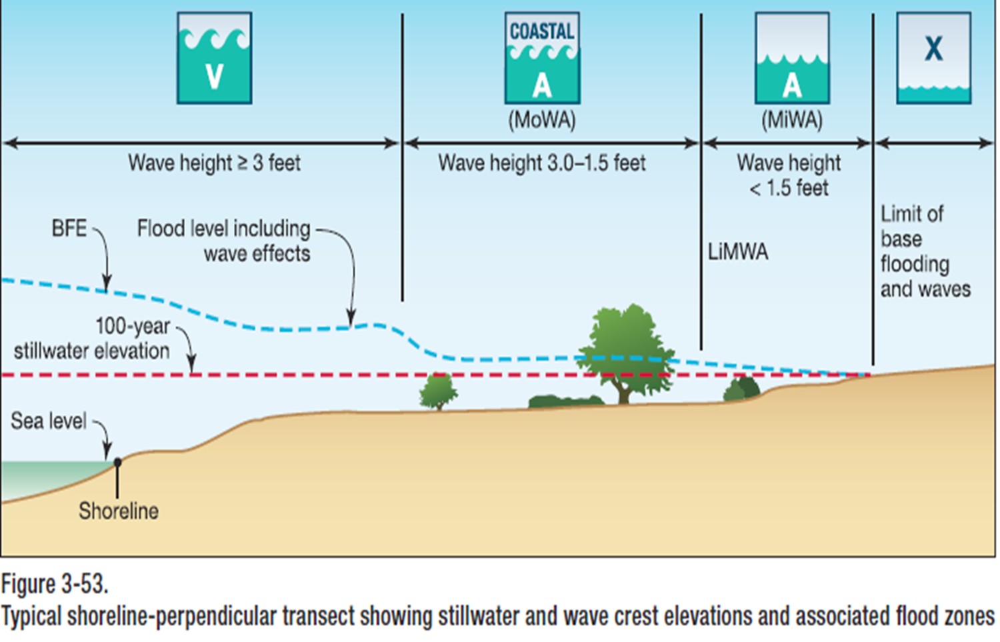 V
COASTAL
A
(MoWA)
A
(MiWA)
X
Wave height ≥ 3 feet
Wave height 3.0–1.5 feet
Wave height
< 1.5 feet
BFE
Flood level including
wave effects
LiMWA
Limit of
base
flooding
and waves
100-year
stillwater elevation
Sea level
Shoreline
Figure 3-53.
Typical shoreline-perpendicular transect showing stillwater and wave crest elevations and associated flood zones